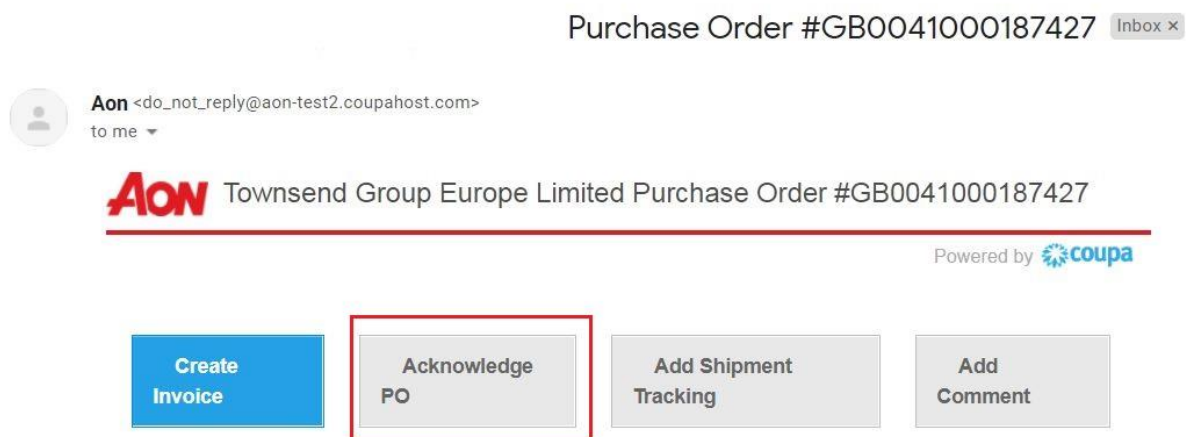 Purchase Order #GB0041000187427 Inbox ×
Aon <do_not_reply@aon-test2.coupahost.com>
to me
AON Townsend Group Europe Limited Purchase Order #GB0041000187427
Powered by coupa
Create
Invoice
Acknowledge
PO
Add Shipment
Tracking
Add
Comment